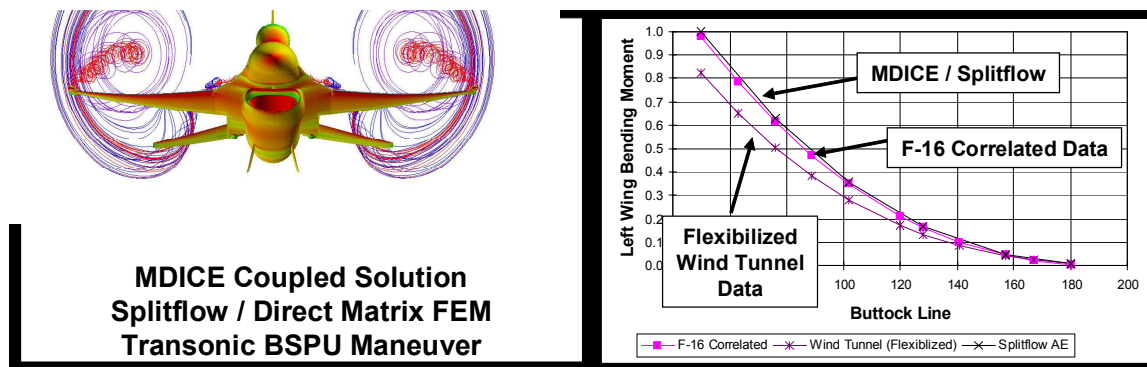 MDICE Coupled Solution
Splitflow / Direct Matrix FEM
Transonic BSPU Maneuver
Left Wing Bending Moment
1.0
0.9
0.8
0.7
0.6
0.5
0.4
0.3
0.2
0.1
0.0
MDICE / Splitflow
F-16 Correlated Data
Flexibilized
Wind Tunnel
Data
100
120
140
160
180
200
Buttock Line
F-16 Correlated
Wind Tunnel (Flexiblized)
Splitflow AE